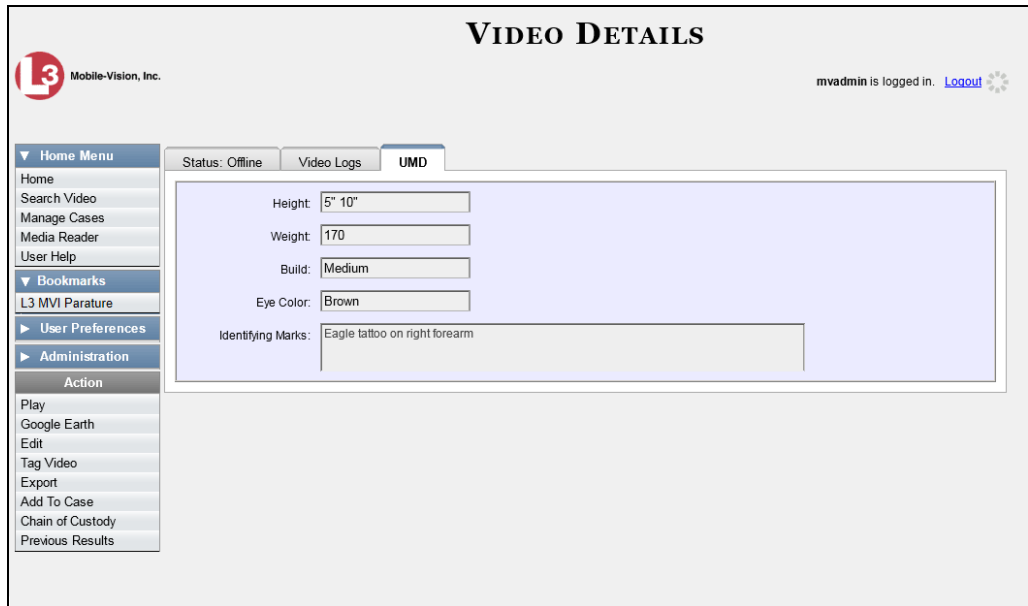 VIDEO DETAILS
L3 Mobile-Vision, Inc.
mvadmin is logged in. Logout
Home Menu
Home
Search Video
Manage Cases
Media Reader
User Help
Bookmarks
L3 MVI Parature
User Preferences
Administration
Action
Play
Google Earth
Edit
Tag Video
Export
Add To Case
Chain of Custody
Previous Results
Status: Offline Video Logs UMD
Height: 5" 10"
Weight: 170
Build: Medium
Eye Color: Brown
Identifying Marks: Eagle tattoo on right forearm